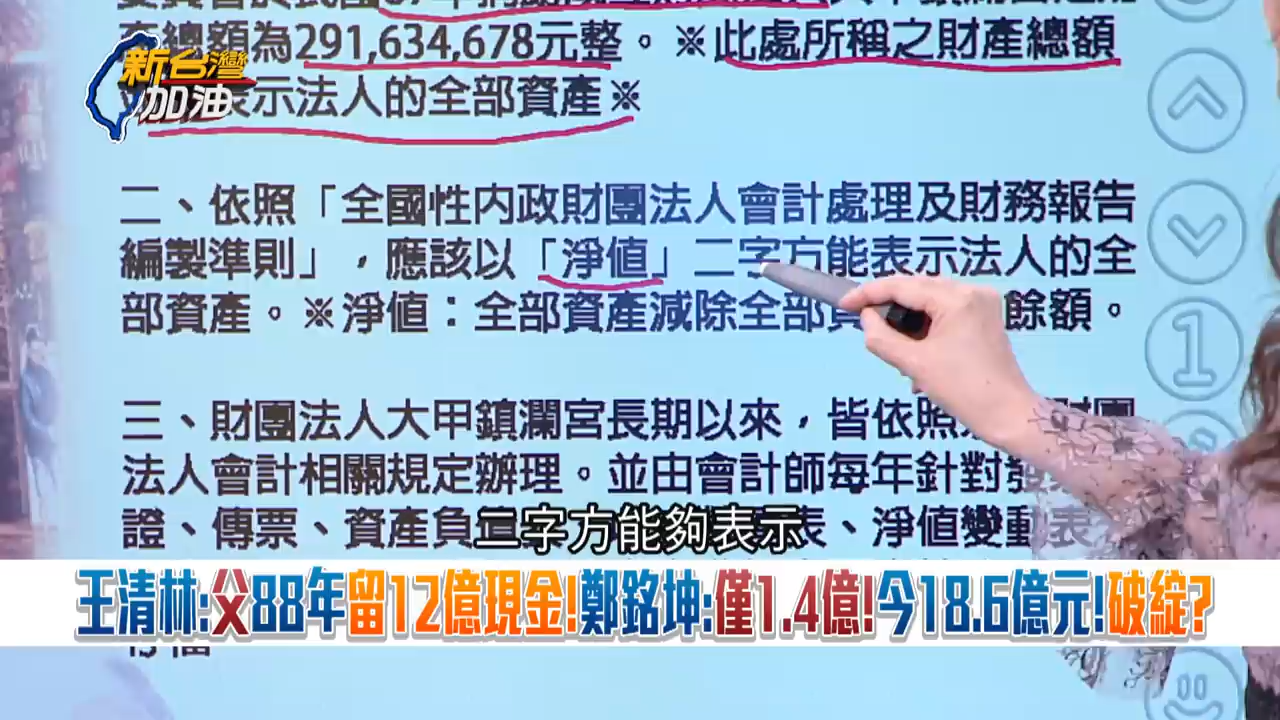 產總額為291,634,678元整。※此處所稱之財產總額
新台灣
加油
表示法人的全部資產※
二、依照「全國性內政財團法人會計處理及財務報告
編製準則」，應該以「淨值」二字方能表示法人的全
部資產。※淨值：全部資產減除全部資 餘額。
三、財團法人大甲鎮瀾宮長期以來，皆依照 財團
法人會計相關規定辦理。並由會計師每年針對
證、傳票、資產負 表、淨值變動表
二字方能夠表示
王清林:父88年留12億現金!鄭銘坤:僅1.4億!今18.6億元!破綻?
1